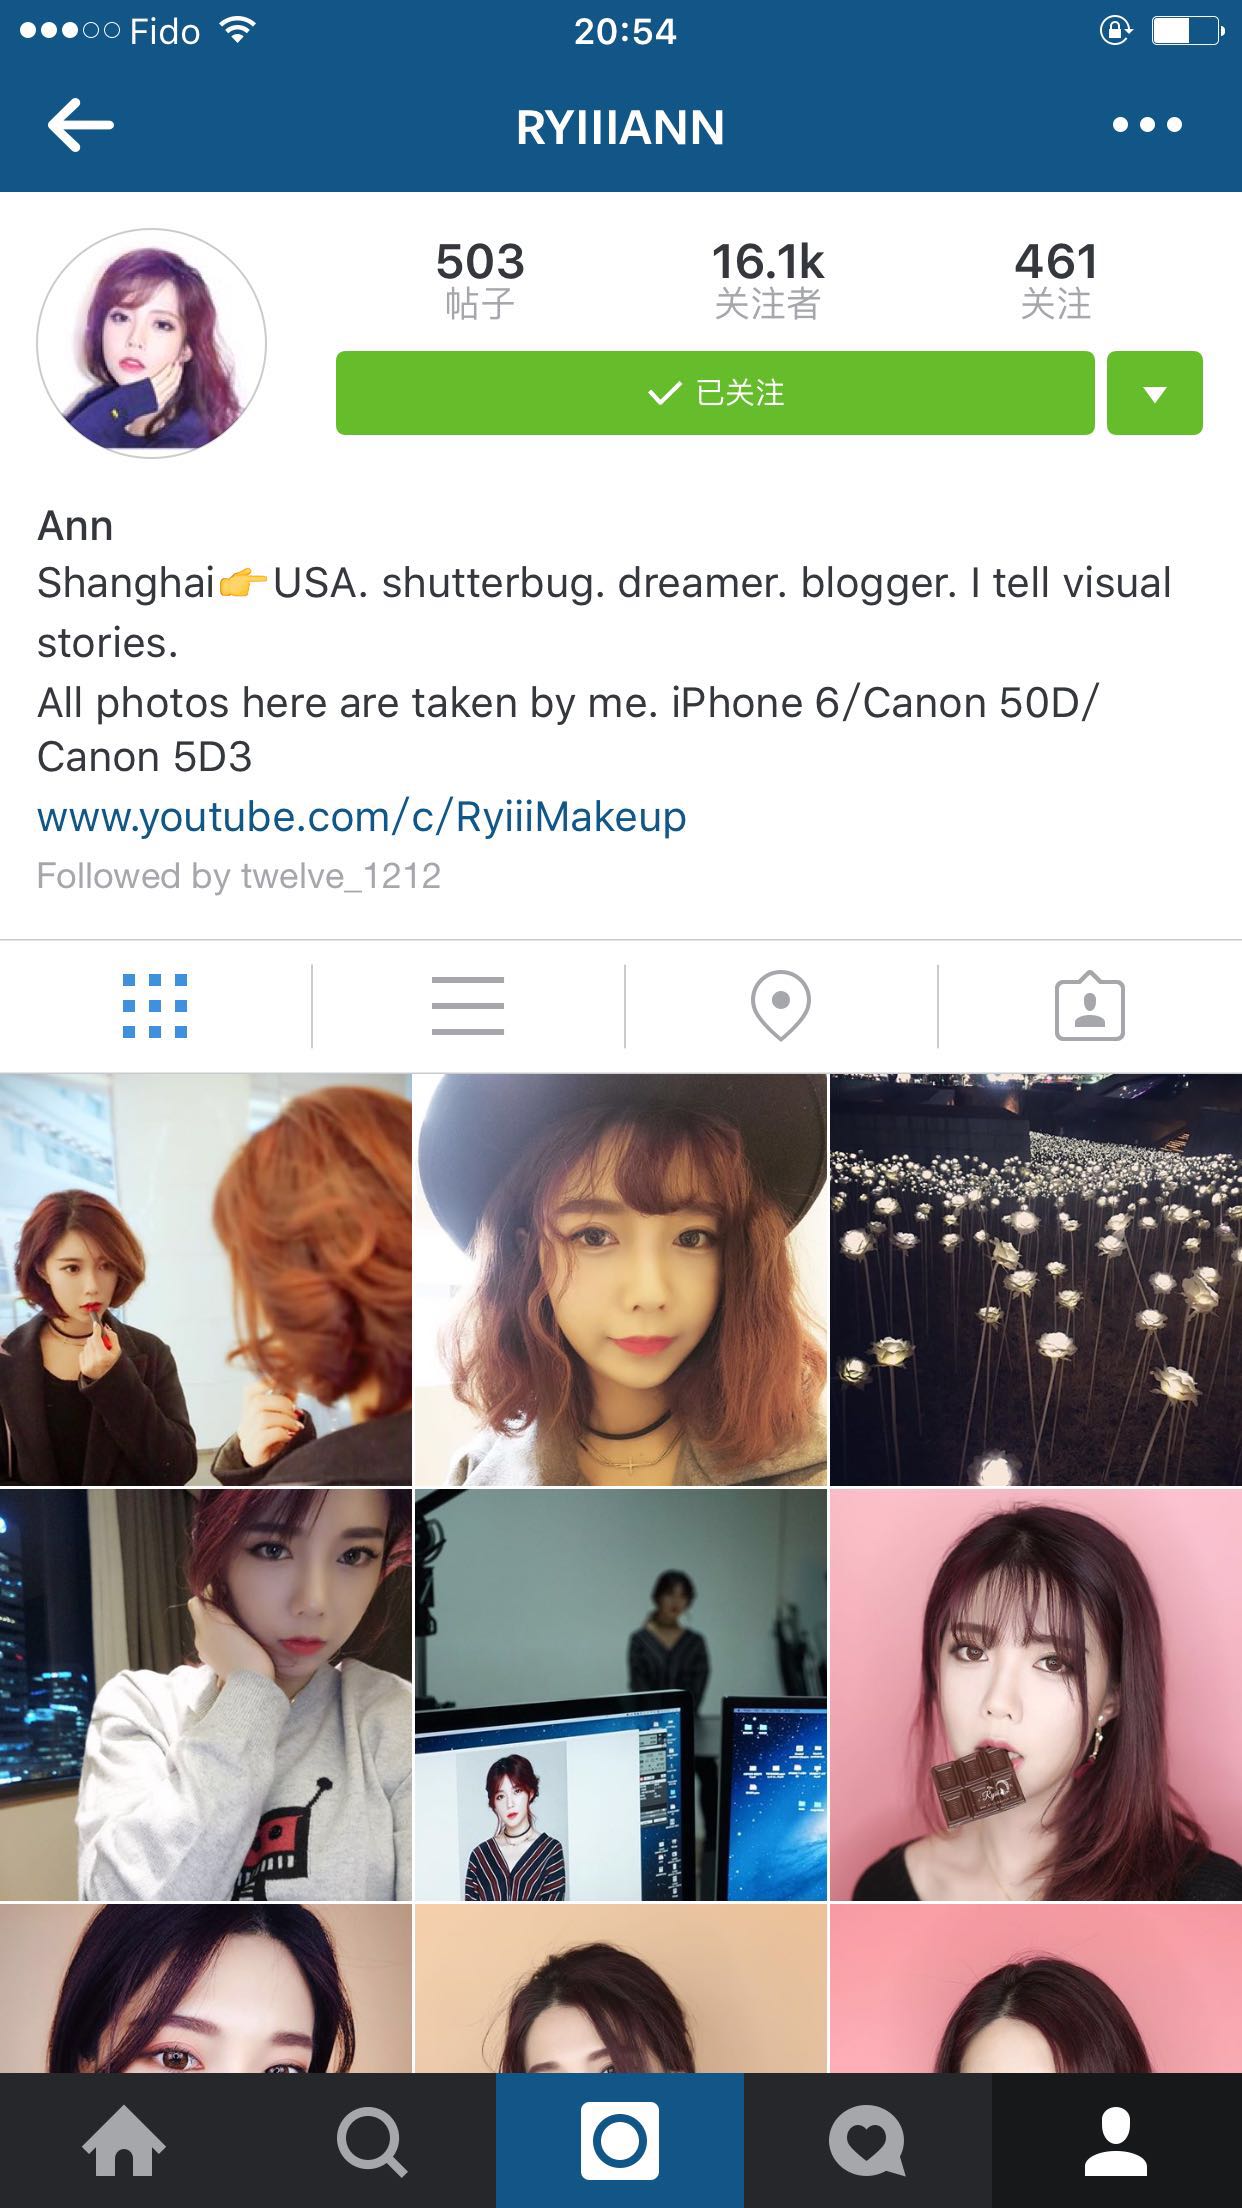 Fido
20:54
RYIIIANN
503
帖子
16.1k
关注者
461
关注
已关注
Ann
Shanghai👉USA. shutterbug. dreamer. blogger. I tell visual
stories.
All photos here are taken by me. iPhone 6/Canon 50D/
Canon 5D3
www.youtube.com/c/RyiiiMakeup
Followed by twelve_1212